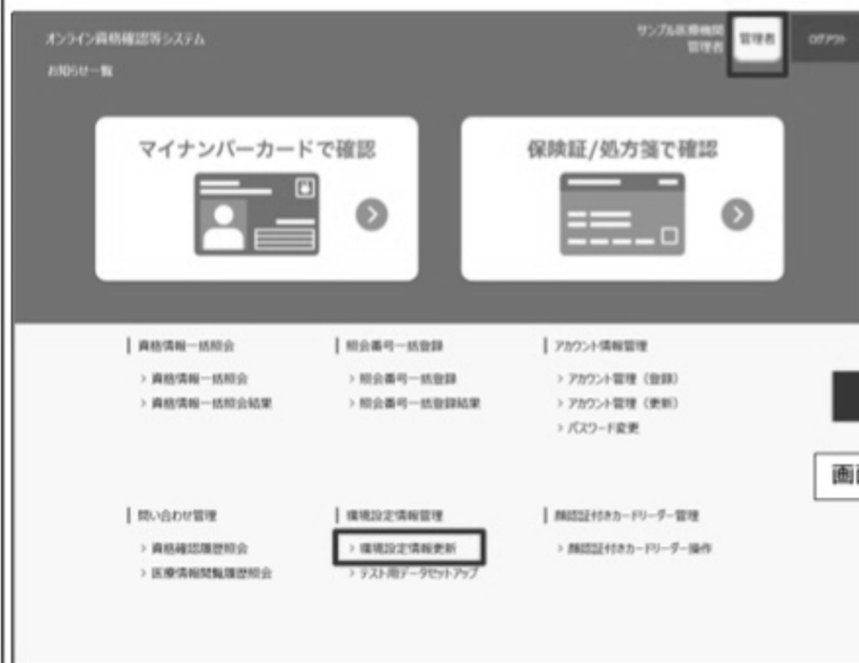 オンライン資格確認等システム
サンプル医療機関
管理者
管理者
ログアウト
お知らせ一覧
マイナンバーカードで確認
保険証/処方箋で確認
資格情報一括照会
照会番号一括登録
アカウント情報管理
> 資格情報一括照会
> 照会番号一括登録
> アカウント管理（登録）
> 資格情報一括照会結果
> 照会番号一括登録結果
> アカウント管理（更新）
> パスワード変更
画
問い合わせ管理
環境設定情報管理
顔認証付きカードリーダー管理
> 資格確認履歴照会
> 環境設定情報更新
> 顔認証付きカードリーダー操作
> 医療情報閲覧履歴照会
> テスト用データセットアップ